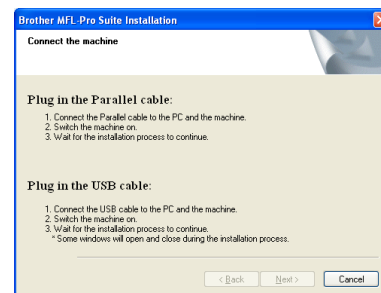 Brother MFL-Pro Suite Installation
Connect the machine
Plug in the Parallel cable:
1. Connect the Parallel cable to the PC and the machine.
2. Switch the machine on.
3. Wait for the installation process to continue.
Plug in the USB cable:
1. Connect the USB cable to the PC and the machine.
2. Switch the machine on.
3. Wait for the installation process to continue.
* Some windows will open and close during the installation process.
< Back Next > Cancel